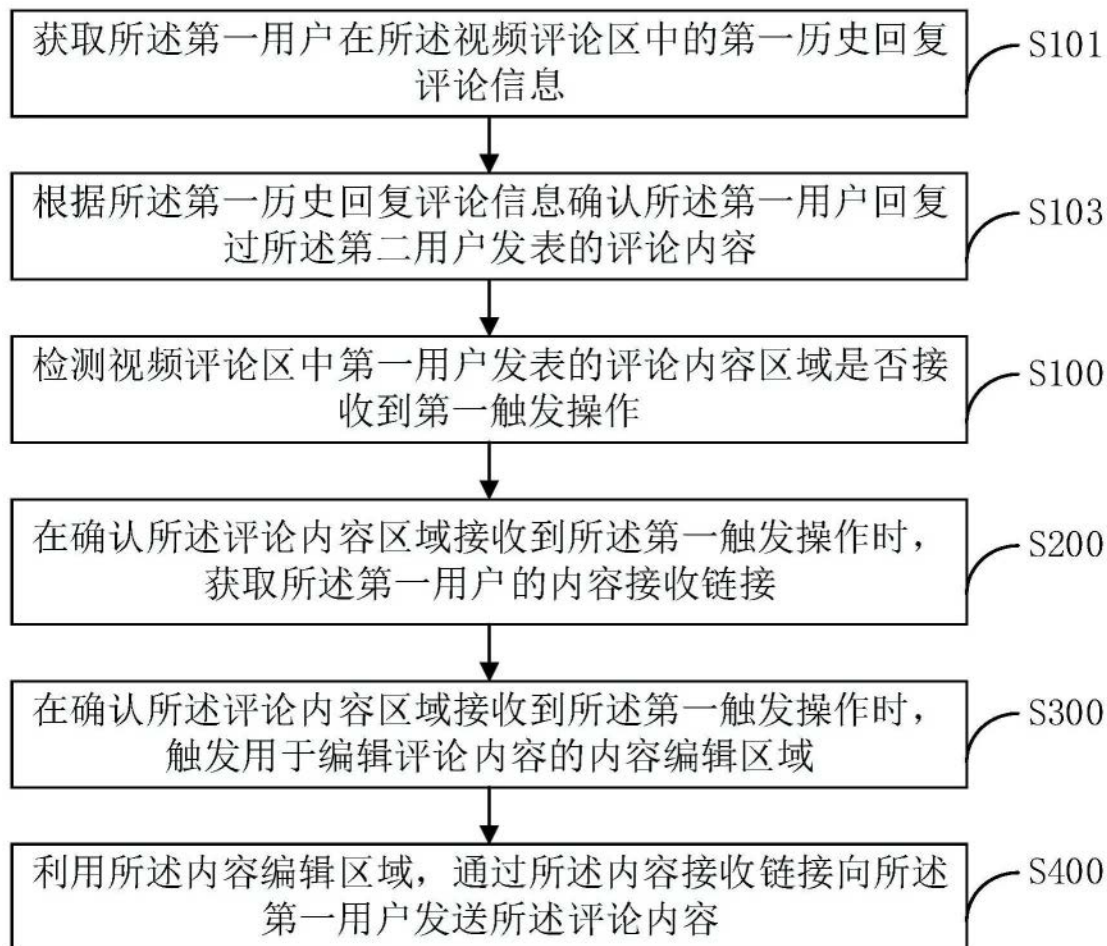 获取所述第一用户在所述视频评论区中的第一历史回复
评论信息
S101
根据所述第一历史回复评论信息确认所述第一用户回复
过所述第二用户发表的评论内容
S103
检测视频评论区中第一用户发表的评论内容区域是否接
收到第一触发操作
S100
在确认所述评论内容区域接收到所述第一触发操作时，
获取所述第一用户的内容接收链接
S200
在确认所述评论内容区域接收到所述第一触发操作时，
触发用于编辑评论内容的内容编辑区域
S300
利用所述内容编辑区域，通过所述内容接收链接向所述
第一用户发送所述评论内容
S400